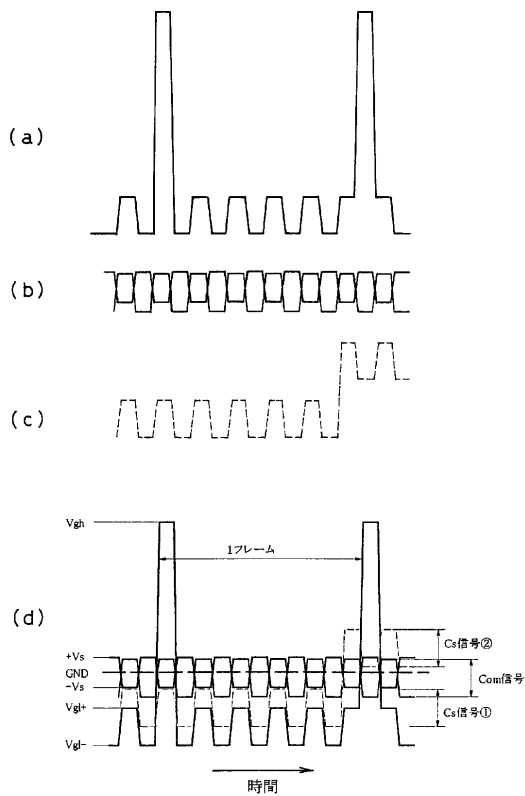 (a)
(b)
(c)
(d)
Vgh
1フレーム
+Vs
GND
-Vs
Vgl+
Vgl-
Cs信号②
Com信号
Cs信号①
時間